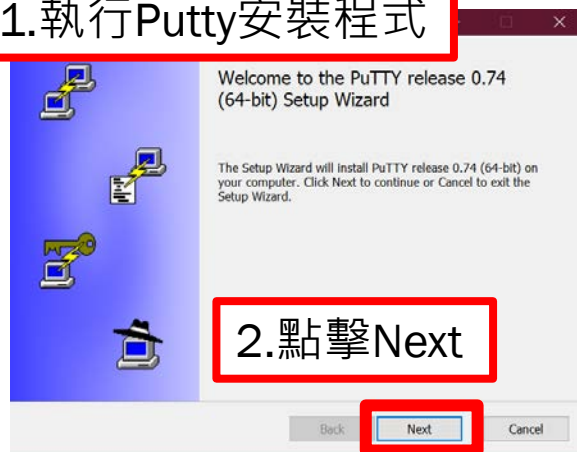 1.執行Putty安裝程式
Welcome to the PuTTY release 0.74
(64-bit) Setup Wizard
The Setup Wizard will install PuTTY release 0.74 (64-bit) on
your computer. Click Next to continue or Cancel to exit the
Setup Wizard.
2.點擊Next
Back Next Cancel